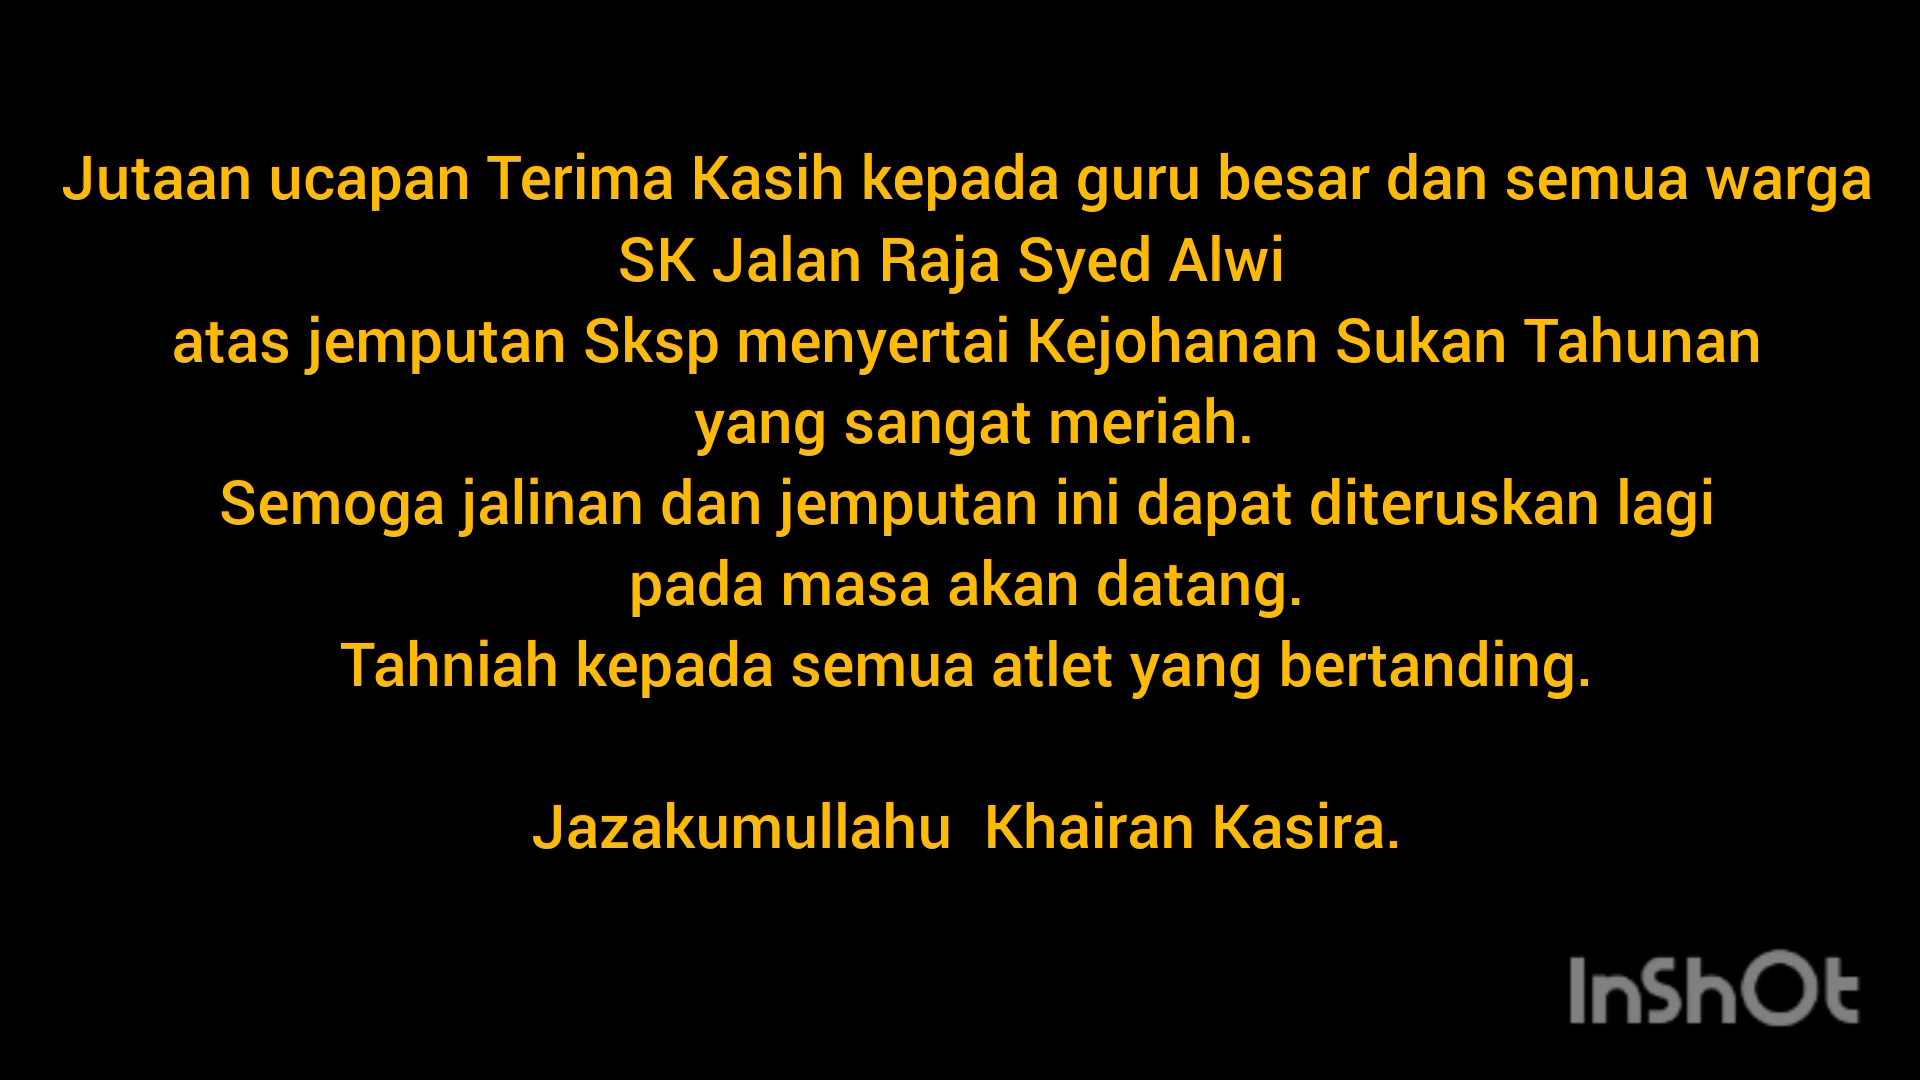 Jutaan ucapan Terima Kasih kepada guru besar dan semua warga
SK Jalan Raja Syed Alwi
atas jemputan Sksp menyertai Kejohanan Sukan Tahunan
yang sangat meriah.
Semoga jalinan dan jemputan ini dapat diteruskan lagi
pada masa akan datang.
Tahniah kepada semua atlet yang bertanding.
Jazakumullahu  Khairan Kasira.
InShOt